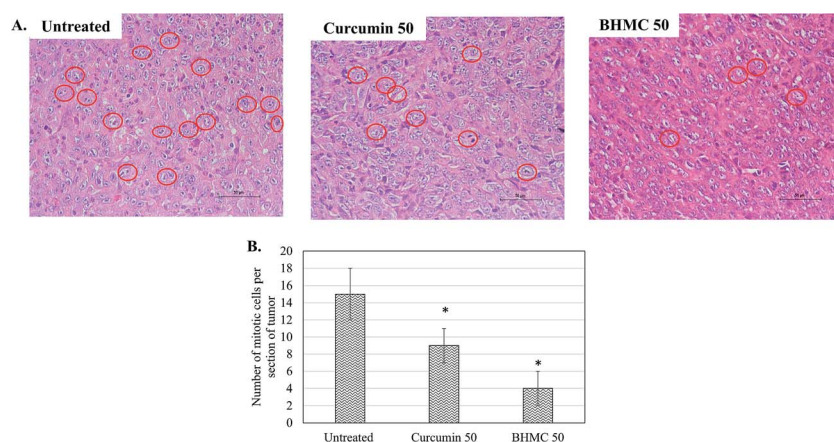 A.
Untreated
Curcumin 50
BHMC 50
B.
Number of mitotic cells per
section of tumor
20
18
16
14
12
10
8
6
4
2
0
*
*
Untreated
Curcumin 50
BHMC 50